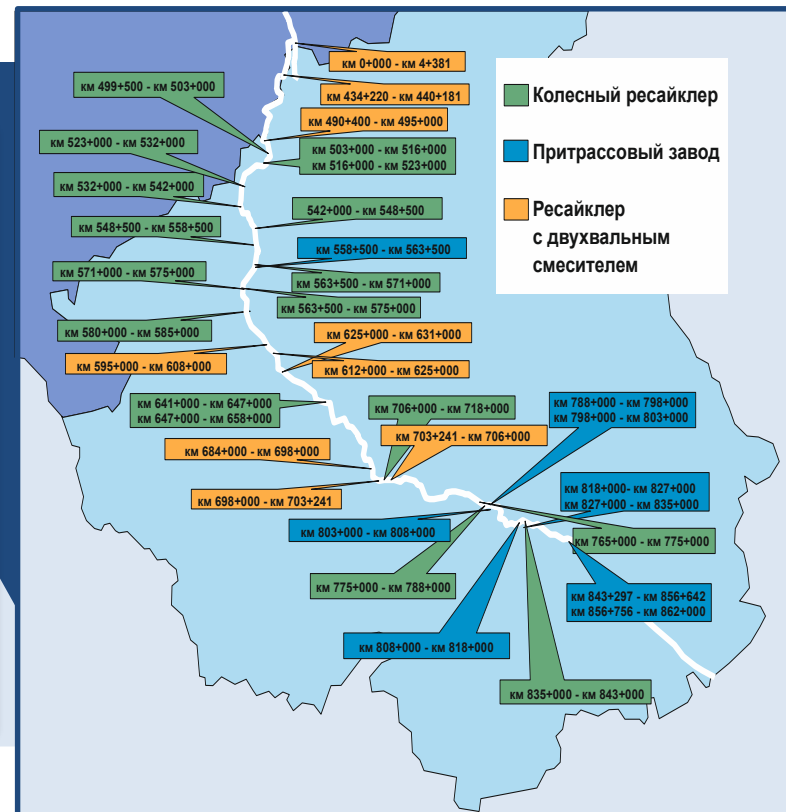 км 0+000 - км 4+381
км 499+500 - км 503+000
км 434+220 - км 440+181
Колесный ресайклер
км 490+400 - км 495+000
км 523+000 - км 532+000
км 503+000 - км 516+000
км 516+000 - км 523+000
Притрассовый завод
км 532+000 - км 542+000
542+000 - км 548+500
Ресайклер
с двухвальным
смесителем
км 548+500 - км 558+500
км 558+500 - км 563+500
км 571+000 - км 575+000
км 563+500 - км 571+000
км 563+500 - км 575+000
км 580+000 - км 585+000
км 625+000 - км 631+000
км 595+000 - км 608+000
км 612+000 - км 625+000
км 641+000 - км 647+000
км 647+000 - км 658+000
км 706+000 - км 718+000
км 788+000 - км 798+000
км 798+000 - км 803+000
км 703+241 - км 706+000
км 684+000 - км 698+000
км 698+000 - км 703+241
км 818+000- км 827+000
км 827+000 - км 835+000
км 803+000 - км 808+000
км 765+000 - км 775+000
км 775+000 - км 788+000
км 843+297 - км 856+642
км 856+756 - км 862+000
км 808+000 - км 818+000
км 835+000 - км 843+000